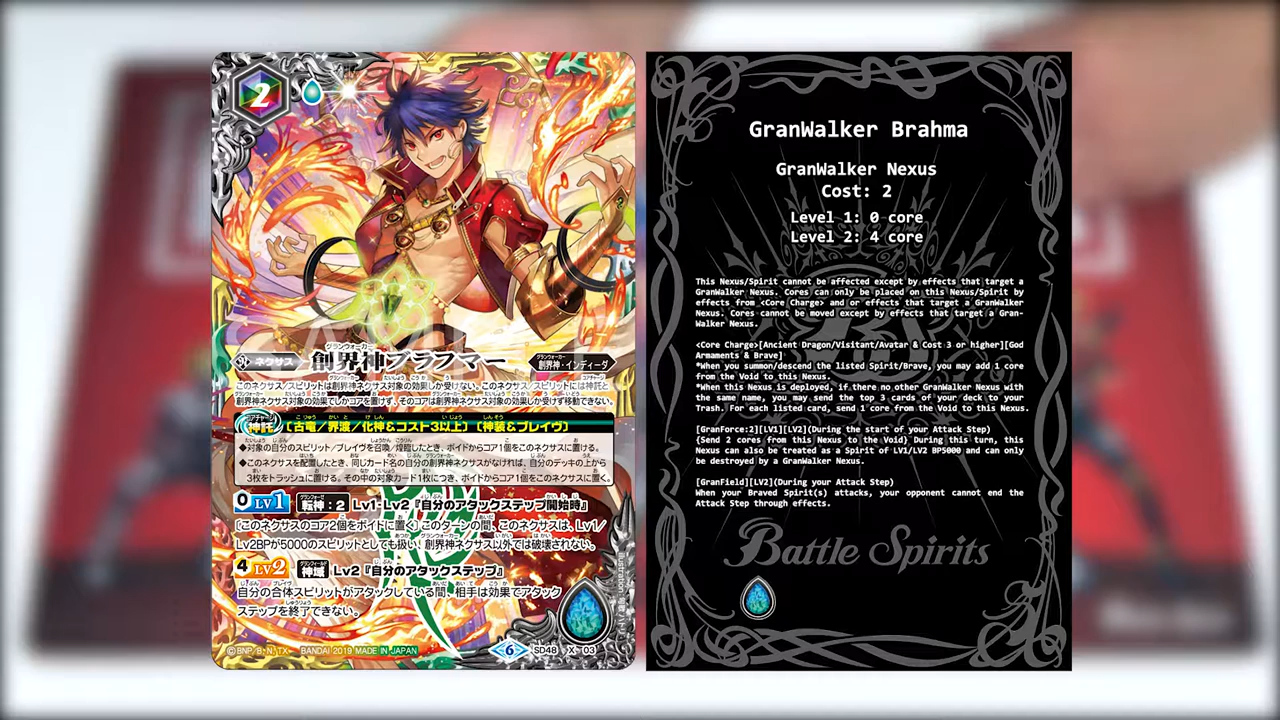 2
グランウォーカー
ネクサス
創界神ブラフマー
グランウォーカー
創界神・インディーダ
このネクサス/スピリットは創界神ネクサス対象の効果しか受けない。このネクサス/スピリットには神託と
創界神ネクサス対象の効果でしかコアを置けず、そのコアは創界神ネクサス対象の効果しか受けず移動できない。
コアチャージ
神託
〔古竜/界渡/化神&コスト3以上〕〔神装&ブレイヴ〕
◆対象の自分のスピリット/ブレイヴを召喚/煌臨したとき、ボイドからコア1個をこのネクサスに置ける。
◆このネクサスを配置したとき、同じカード名の自分の創界神ネクサスがなければ、自分のデッキの上から
3枚をトラッシュに置ける。その中の対象カード1枚につき、ボイドからコア1個をこのネクサスに置く。
0 LV1 転神:2 Lv1・Lv2『自分のアタックステップ開始時』
〔このネクサスのコア2個をボイドに置く〕このターンの間、このネクサスは、Lv1/
Lv2BPが5000のスピリットとしても扱い、創界神ネクサス以外では破壊されない。
4 LV2 神域 Lv2『自分のアタックステップ』
自分の合体スピリットがアタックしている間、相手は効果でアタック
ステップを終了できない。
©BNP/B・N,TX BANDAI 2019 MADE IN JAPAN 6 SD48 X 03
GranWalker Brahma
GranWalker Nexus
Cost: 2
Level 1: 0 core
Level 2: 4 core
This Nexus/Spirit cannot be affected except by effects that target a
GranWalker Nexus. Cores can only be placed on this Nexus/Spirit by
effects from <Core Charge> and/or effects that target a GranWalker
Nexus. Cores cannot be moved except by effects that target a Gran-
Walker Nexus.
<Core Charge>[Ancient Dragon/Visitant/Avatar & Cost 3 or higher][God
Armaments & Brave]
*When you summon/descend the listed Spirit/Brave, you may add 1 core
from the Void to this Nexus.
*When this Nexus is deployed, if there no other GranWalker Nexus with
the same name, you may send the top 3 cards of your deck to your
Trash. For each listed card, send 1 core from the Void to this Nexus.
[GranForce:2][LV1][LV2](During the start of your Attack Step)
{Send 2 cores from this Nexus to the Void} During this turn, this
Nexus can also be treated as a Spirit of LV1/LV2 BP5000 and can only
be destroyed by a GranWalker Nexus.
[GranField][LV2](During your Attack Step)
When your Braved Spirit(s) attacks, your opponent cannot end the
Attack Step through effects.
Battle Spirits